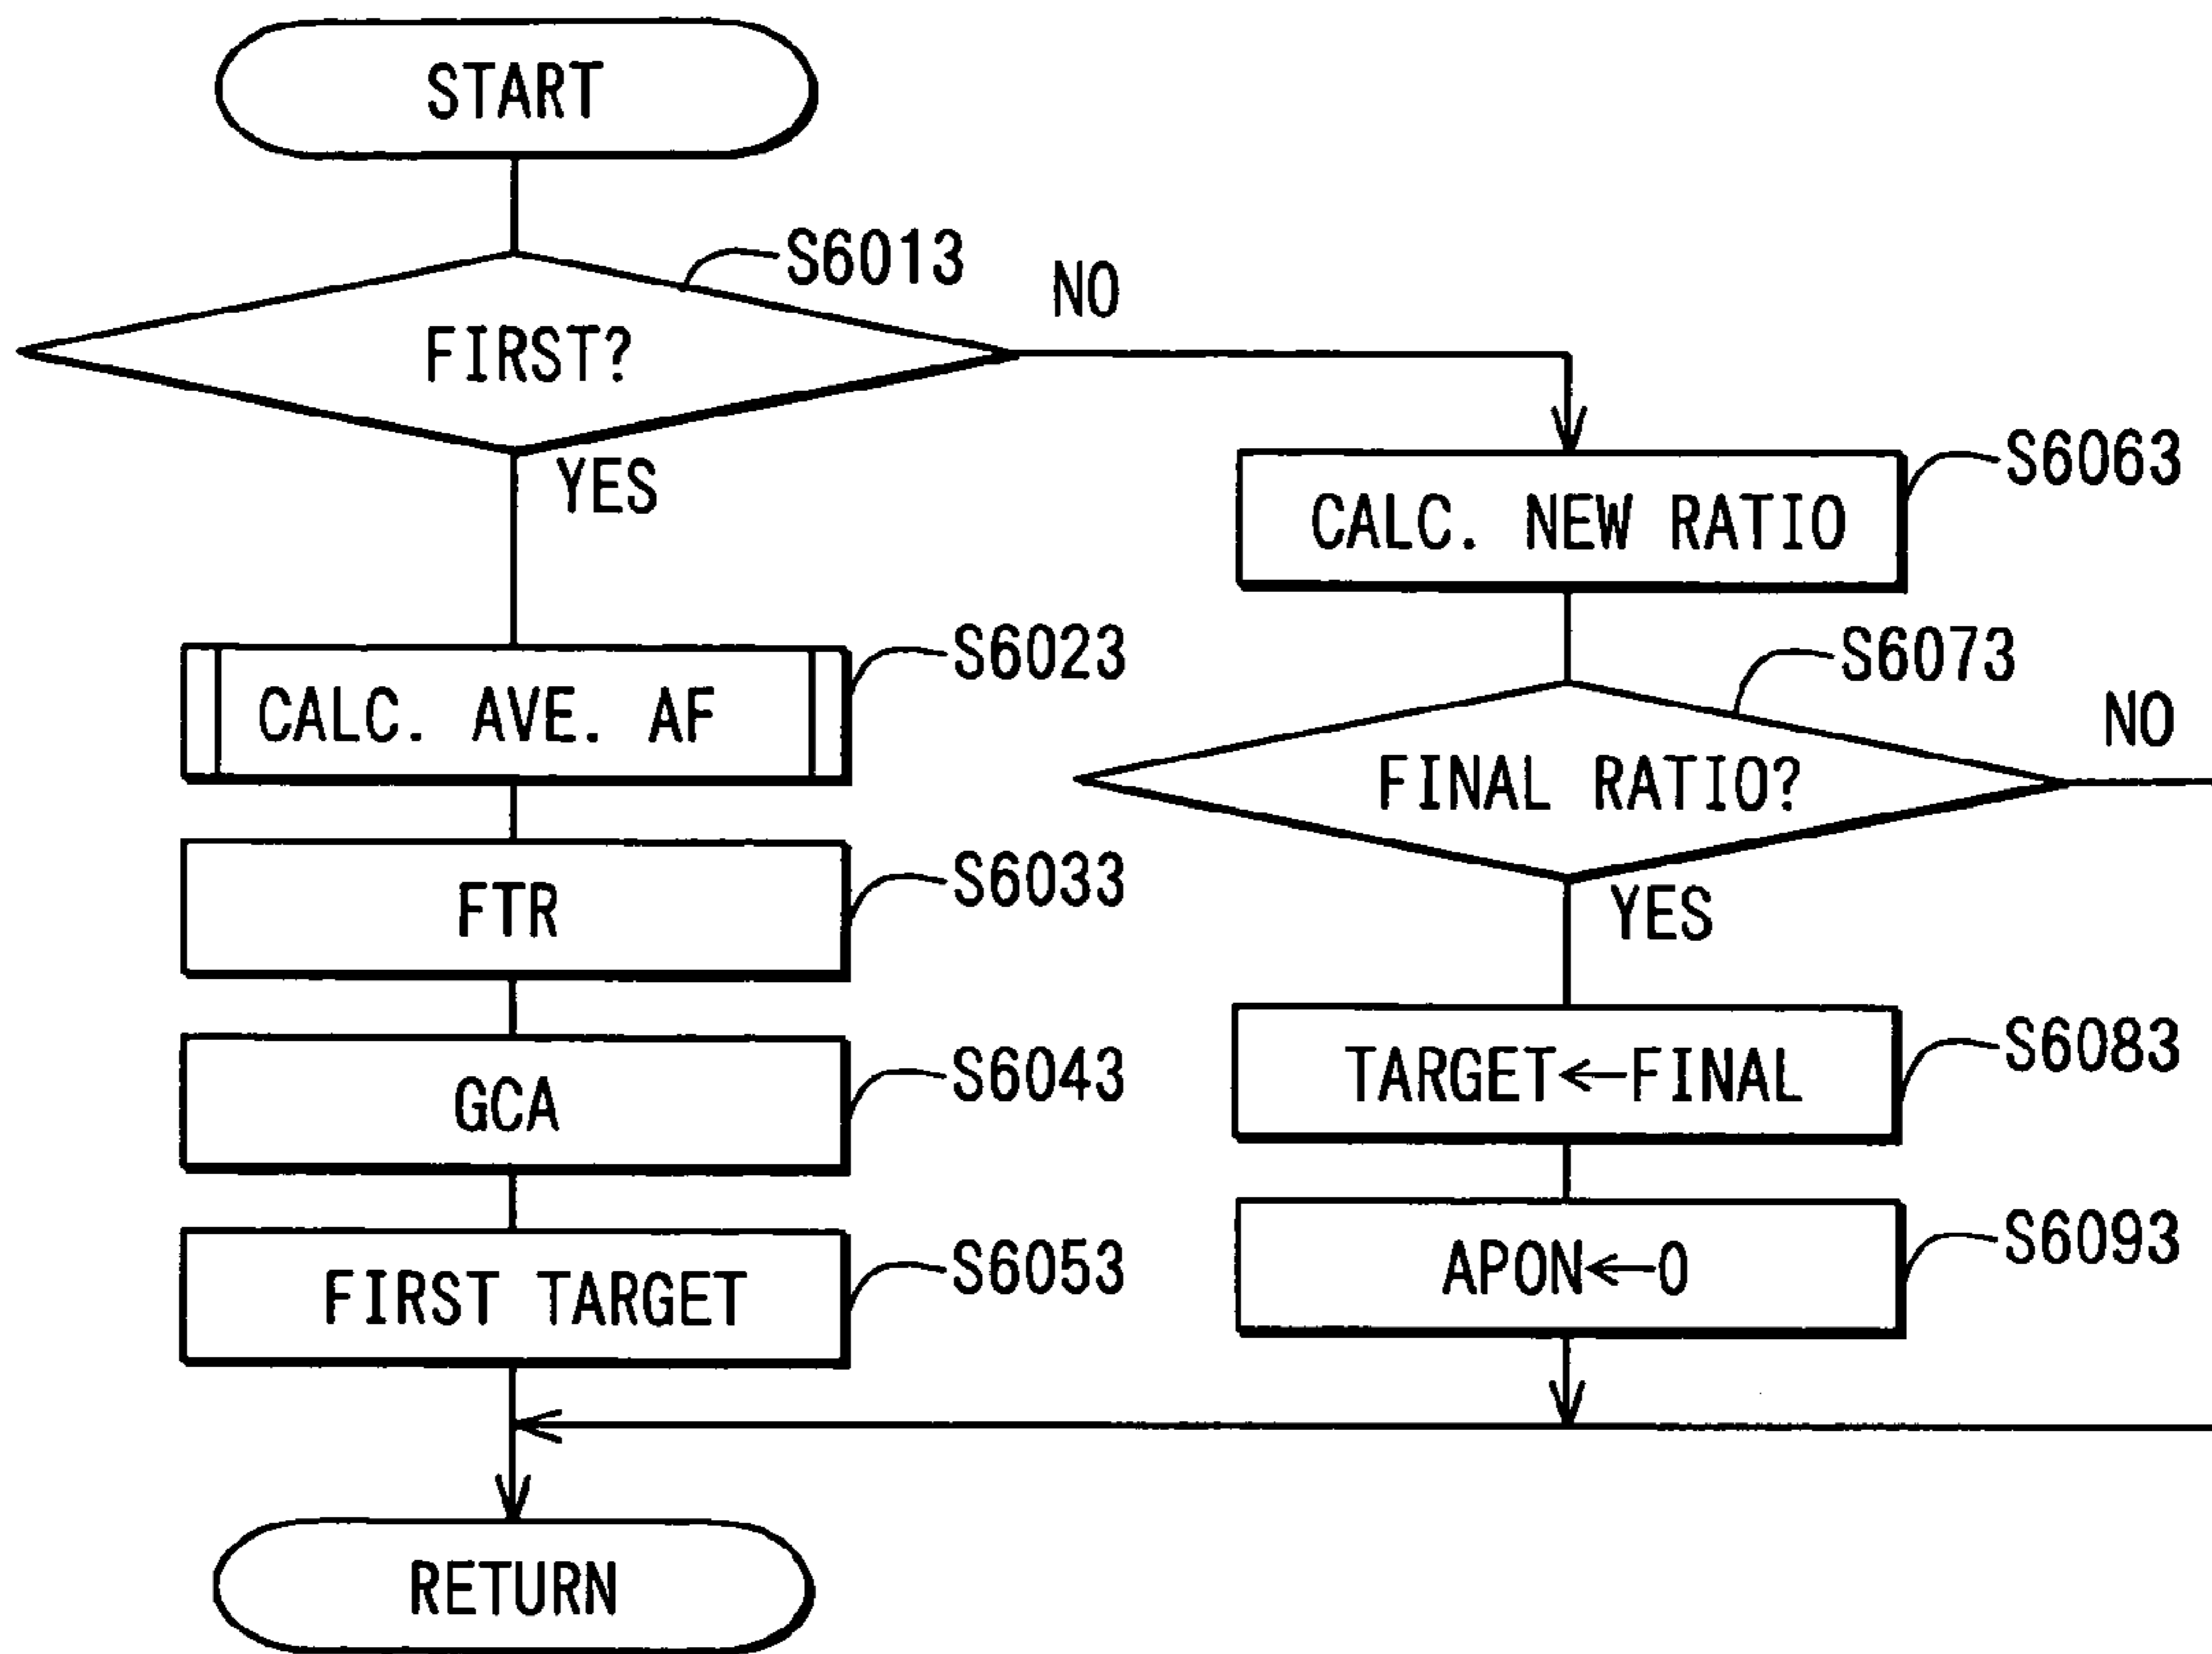 START
S6013
FIRST?
NO
YES
S6023
CALC. AVE. AF
S6033
FTR
S6043
GCA
S6053
FIRST TARGET
RETURN
S6063
CALC. NEW RATIO
S6073
FINAL RATIO?
NO
YES
S6083
TARGET←FINAL
S6093
APON←0